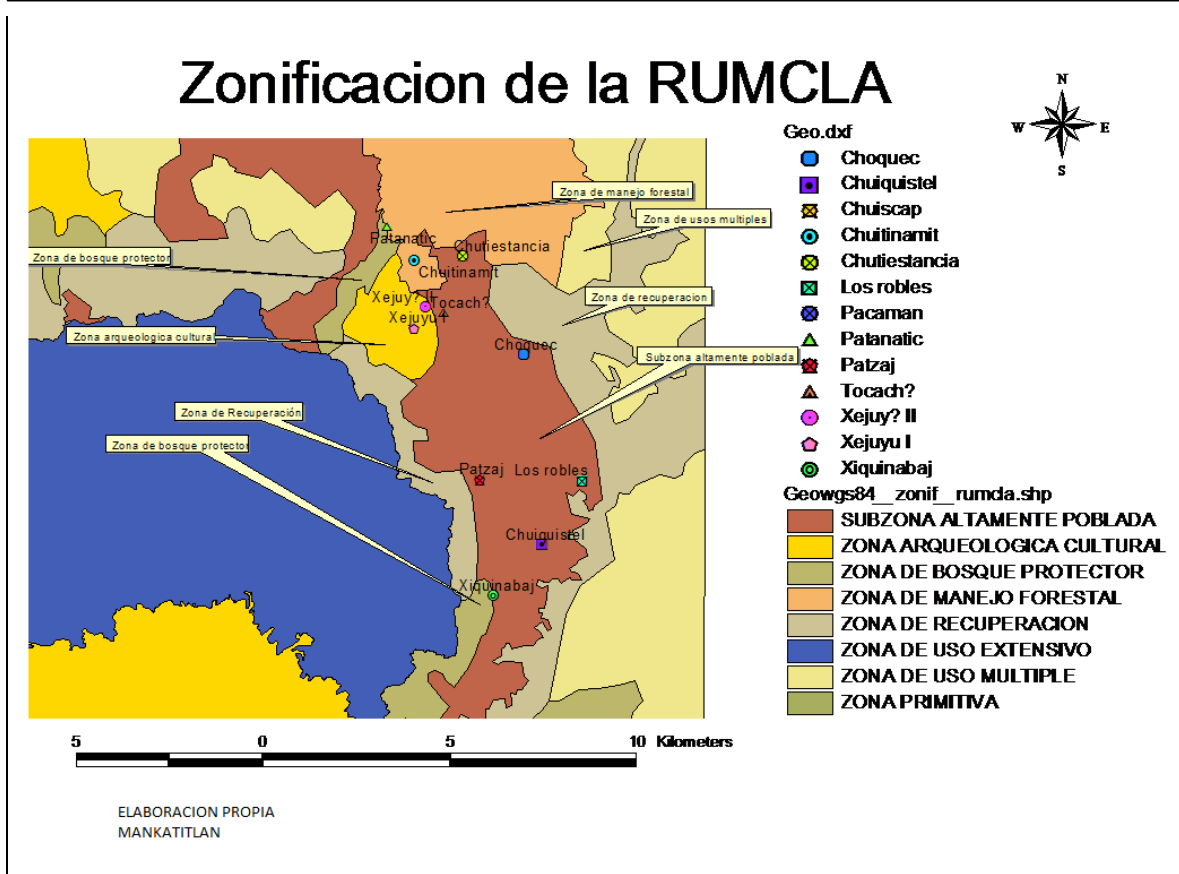 Zonificacion de la RUMCLA
N
W E
S
Geo.dxf
Choquec
Chuiquistel
Chuiscap
Chuitinamit
Chutiestancia
Los robles
Pacaman
Patanatic
Patzaj
Tocach?
Xejuy? II
Xejuyu I
Xiquinabaj
Geowgs84__zonif__rumcla.shp
SUBZONA ALTAMENTE POBLADA
ZONA ARQUEOLOGICA CULTURAL
ZONA DE BOSQUE PROTECTOR
ZONA DE MANEJO FORESTAL
ZONA DE RECUPERACION
ZONA DE USO EXTENSIVO
ZONA DE USO MULTIPLE
ZONA PRIMITIVA
Zona de manejo forestal
Zona de usos multiples
Patanatic
Chutiestancia
Zona de bosque protector
Chuitinamit
Xejuy? II
Tocach?
Zona de recuperacion
Xejuyu I
Zona arqueologica cultural
Choquec
Subzona altamente poblada
Zona de Recuperación
Zona de bosque protector
Patzaj
Los robles
Chuiquistel
Xiquinabaj
5 0 5 10 Kilometers
ELABORACION PROPIA
MANKATITLAN